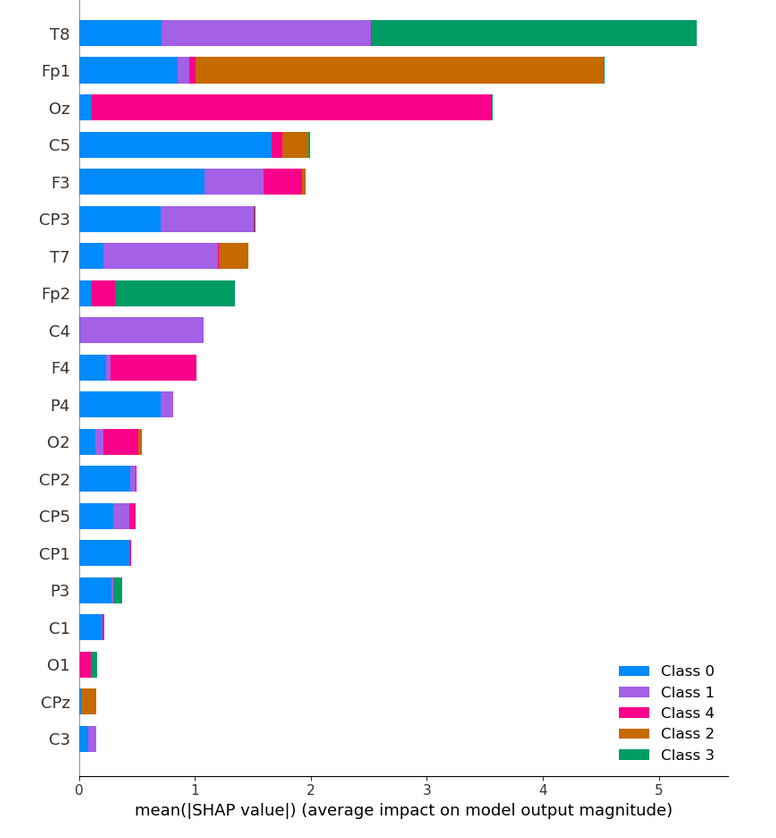 T8
Fp1
Oz
C5
F3
CP3
T7
Fp2
C4
F4
P4
O2
CP2
CP5
CP1
P3
C1
O1
CPz
C3
Class 0
Class 1
Class 4
Class 2
Class 3
0 1 2 3 4 5
mean(|SHAP value|) (average impact on model output magnitude)